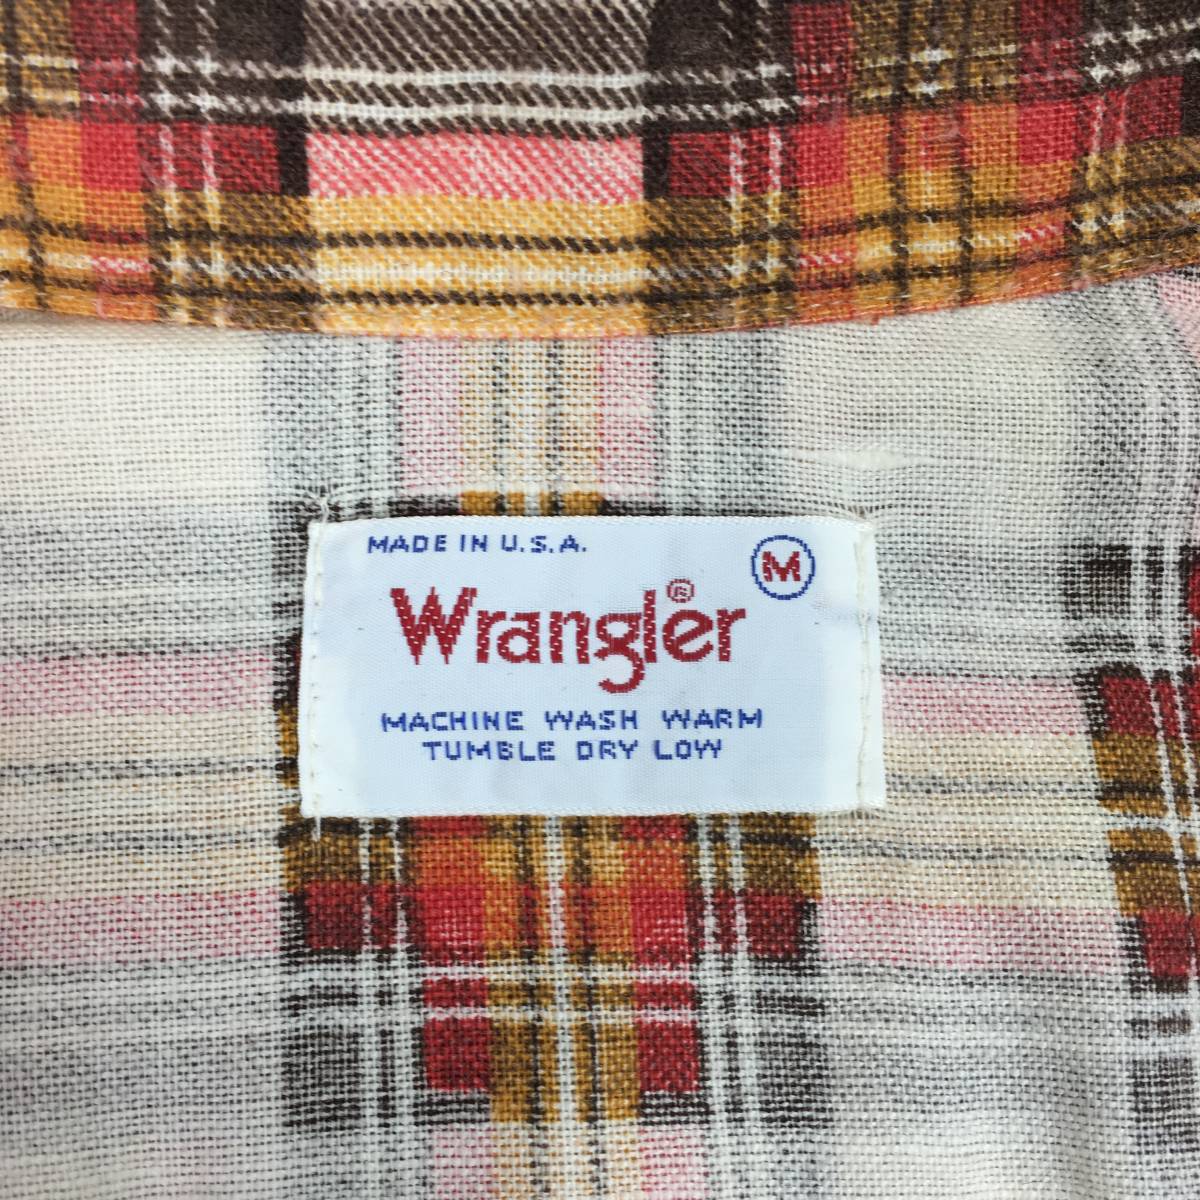 MADE IN U.S.A.
M
Wrangler®
MACHINE WASH WARM
TUMBLE DRY LOW